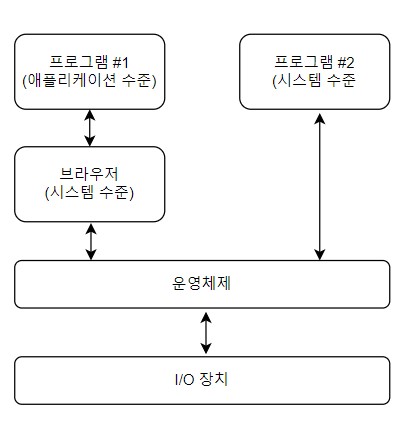 프로그램 #1
(애플리케이션 수준)
프로그램 #2
(시스템 수준
브라우저
(시스템 수준)
운영체제
I/O 장치